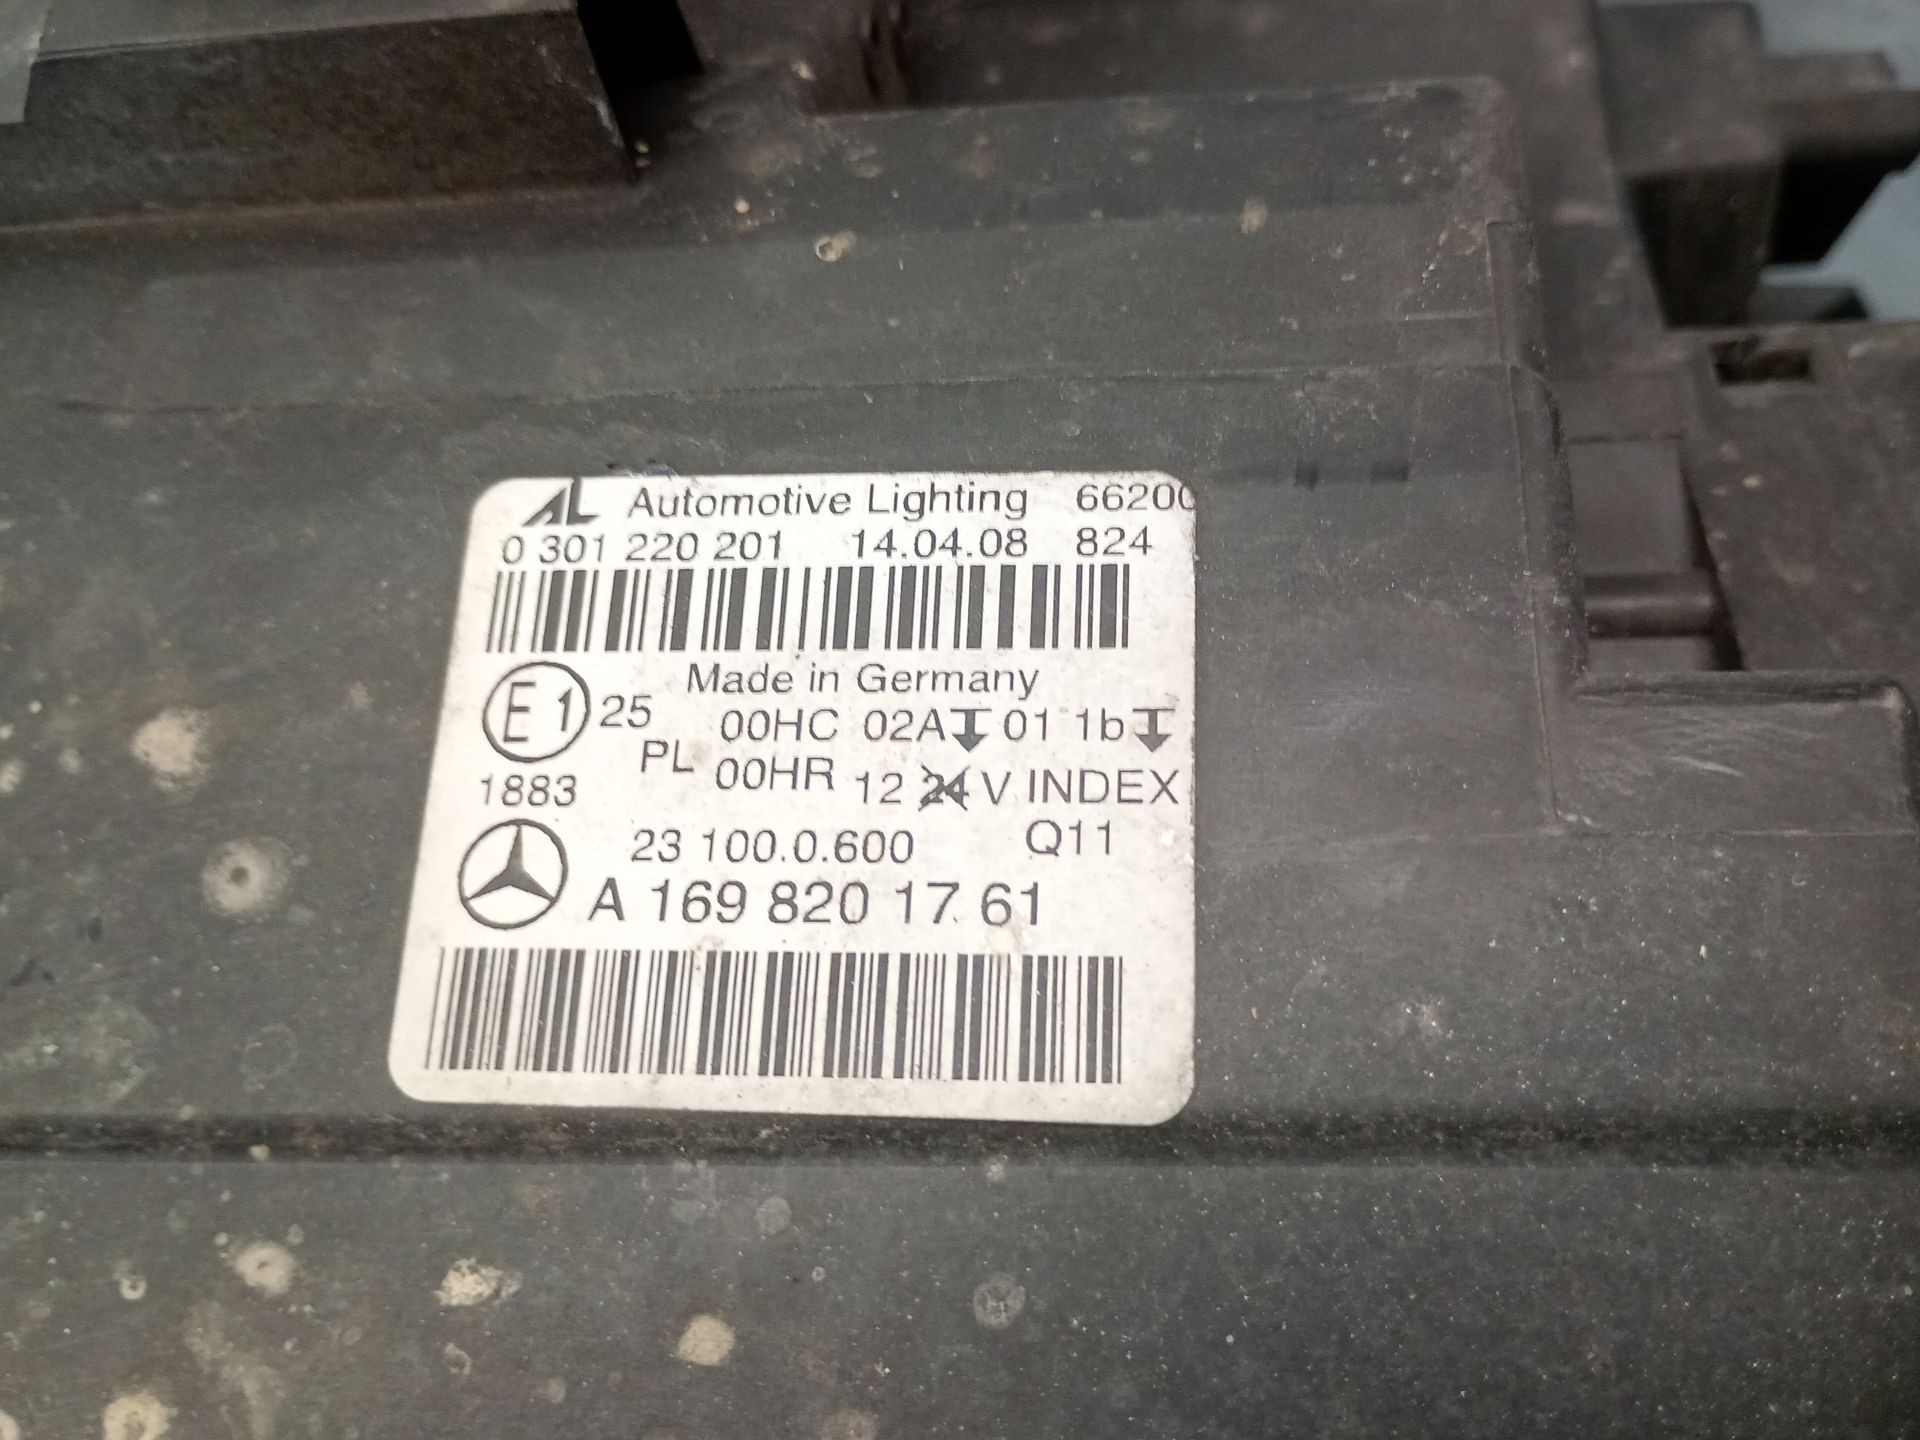 AL Automotive Lighting 66200
0 301 220 201 14.04.08 824
Made in Germany
E1 25 00HC 02A 01 1b
PL 00HR 12 24 V INDEX
1883
23 100.0.600 Q11
A 169 820 17 61